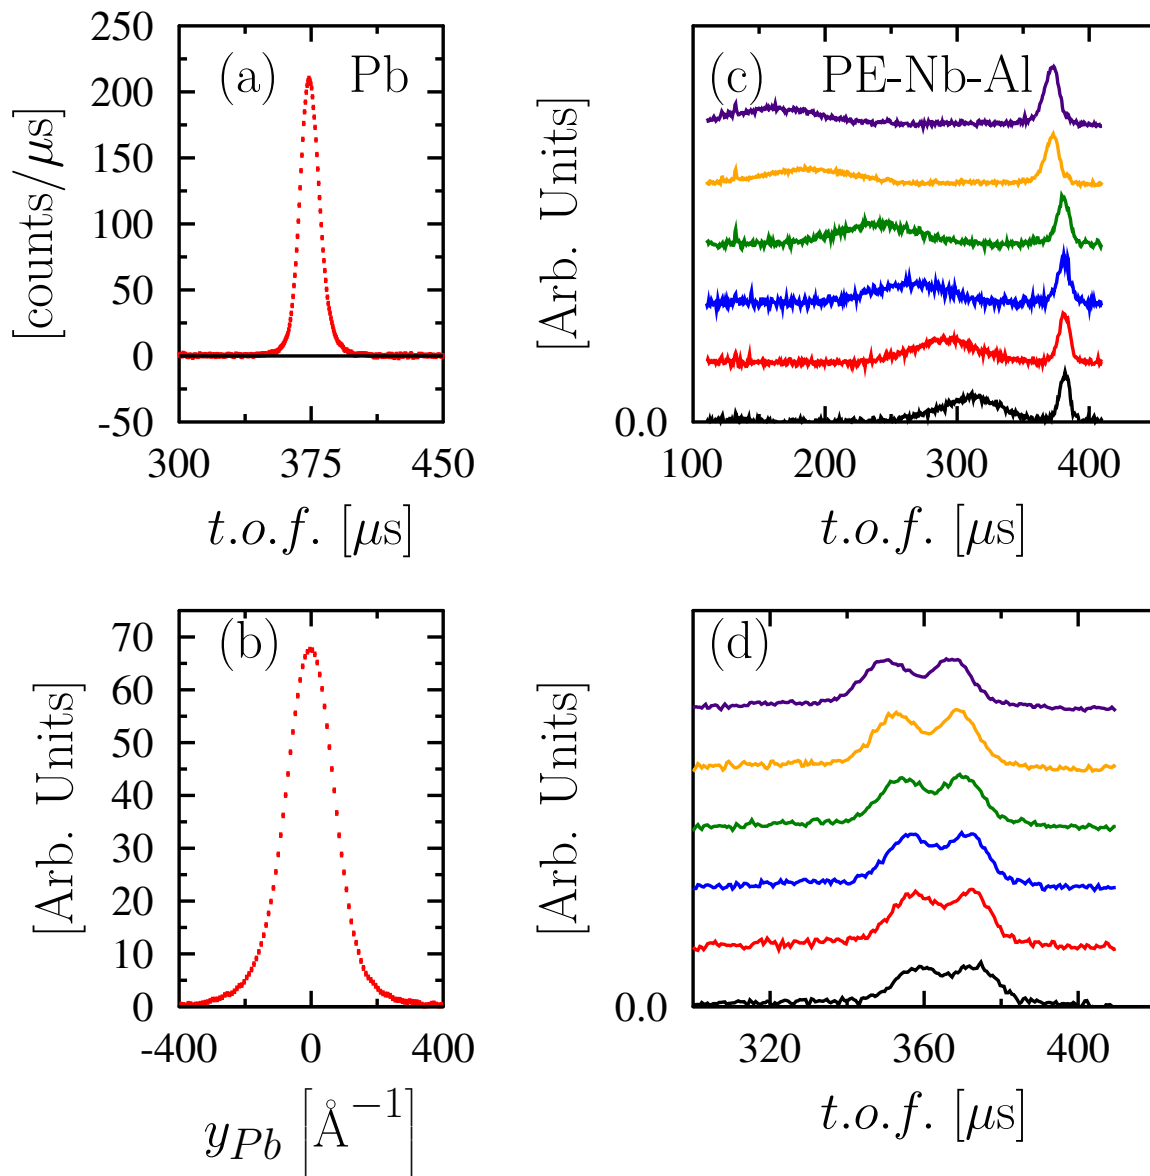 250
200
150
100
50
0
-50
[counts/μs]
(a) Pb
300 375 450
t.o.f. [μs]
(c) PE-Nb-Al
[Arb. Units]
0.0
100 200 300 400
t.o.f. [μs]
70
60
50
40
30
20
10
0
[Arb. Units]
(b)
-400 0 400
y_{Pb} [Å^{-1}]
(d)
[Arb. Units]
0.0
320 360 400
t.o.f. [μs]